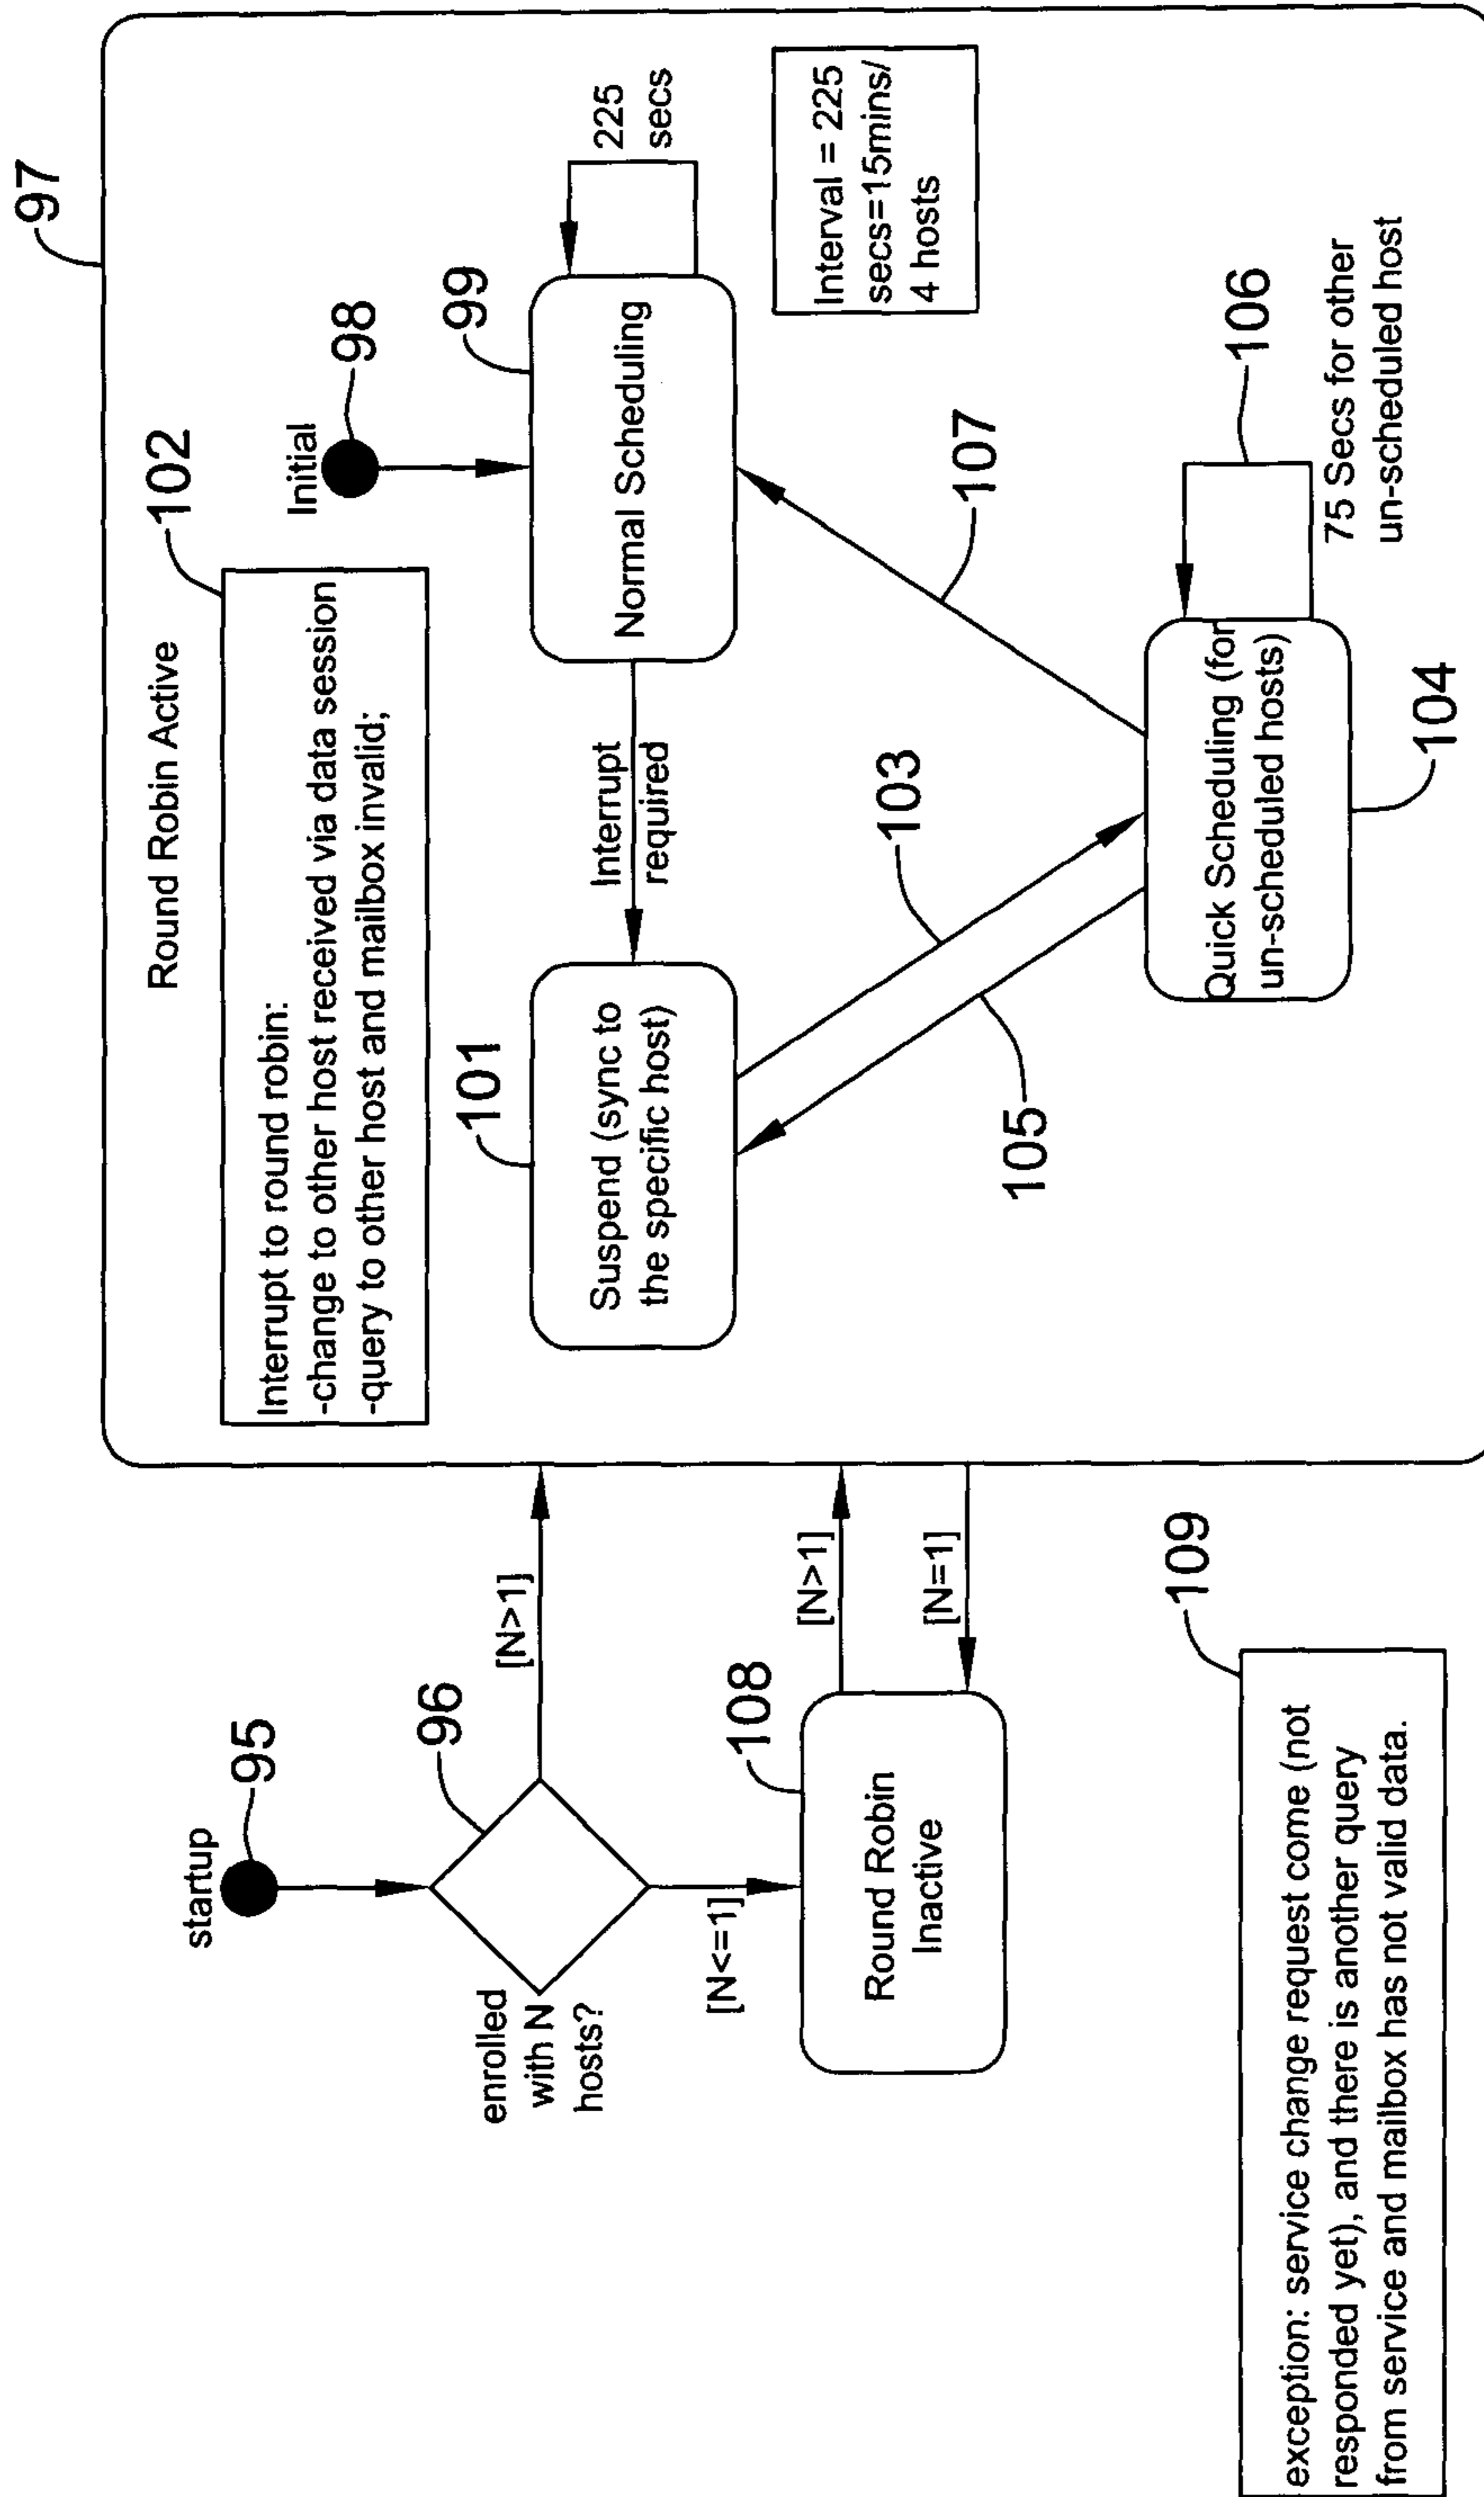 startup
95
96
enrolled
with N
hosts?
[N>1]
[N<=1]
108
Round Robin
Inactive
[N>1]
[N=1]
109
exception: service change request come (not
responded yet), and there is another query
from service and mailbox has not valid data.
97
Round Robin Active
102
Interrupt to round robin:
-change to other host received via data session
-query to other host and mailbox invalid;
Initial
98
99
Normal Scheduling
225
secs
Interval = 225
secs=15mins/
4 hosts
Interrupt
required
101
Suspend (sync to
the specific host)
103
105
107
Quick Scheduling (for
un-scheduled hosts)
104
106
75 Secs for other
un-scheduled host